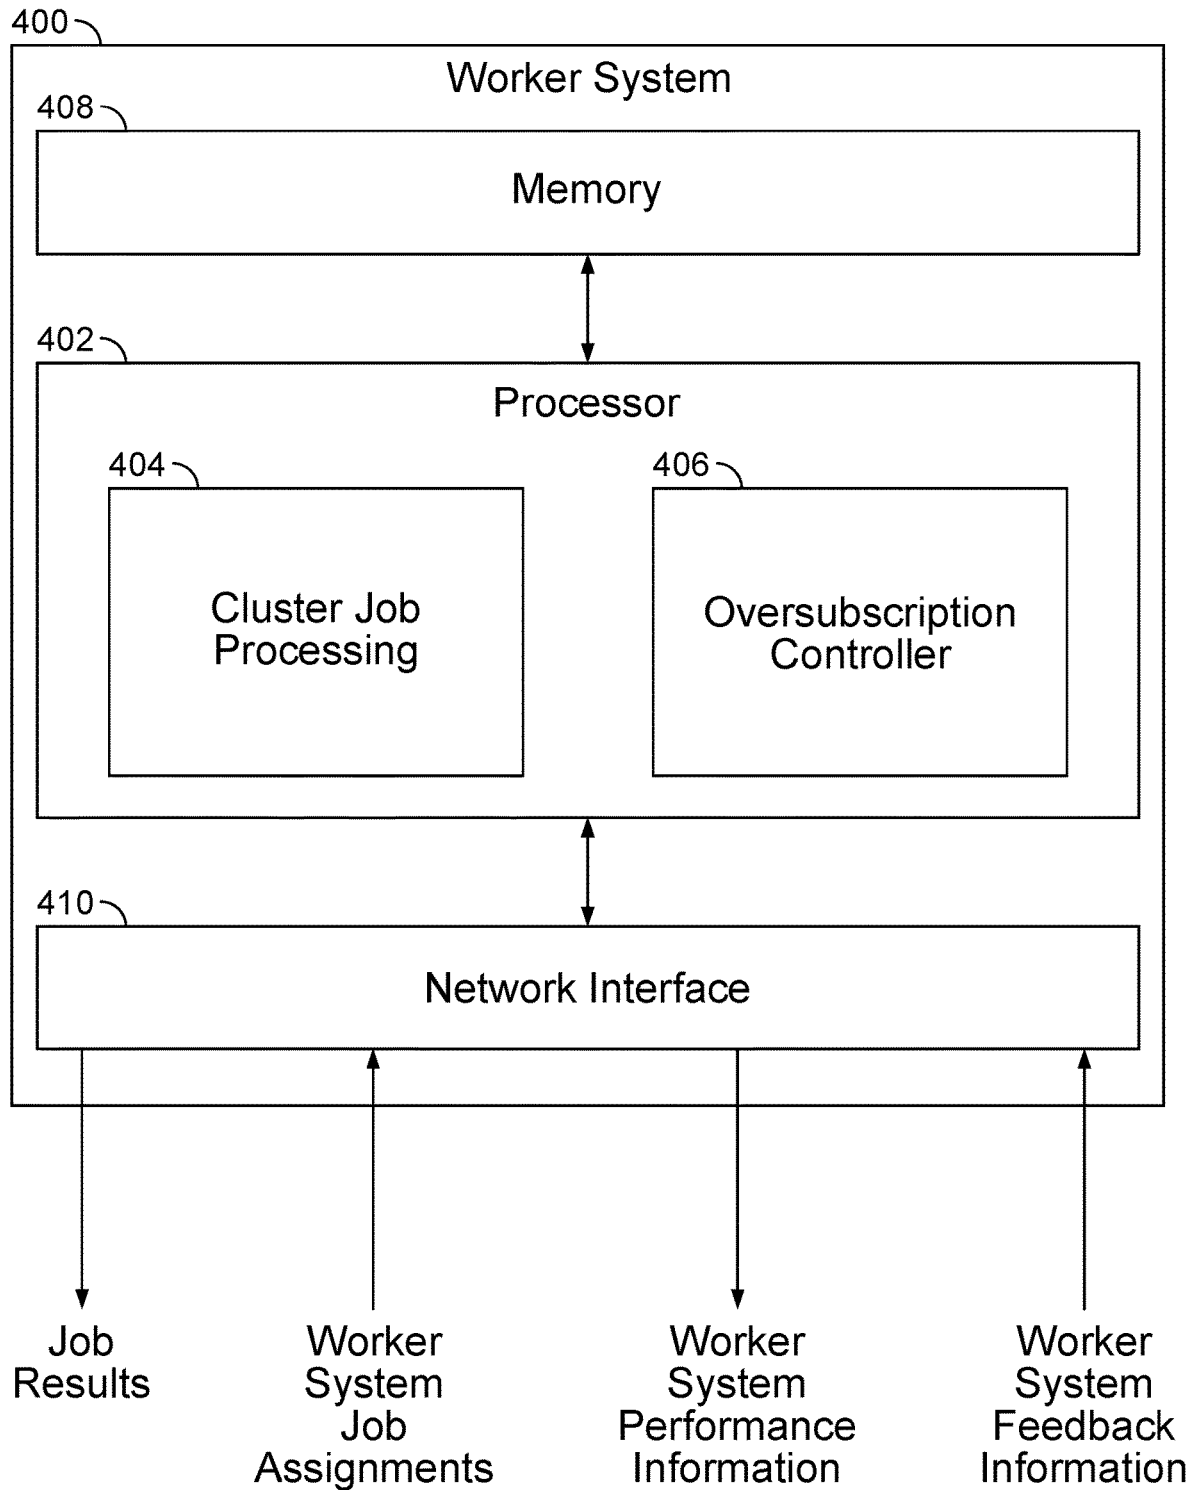 400
Worker System
408
Memory
402
Processor
404
406
Cluster Job
Processing
Oversubscription
Controller
410
Network Interface
Job
Results
Worker
System
Job
Assignments
Worker
System
Performance
Information
Worker
System
Feedback
Information